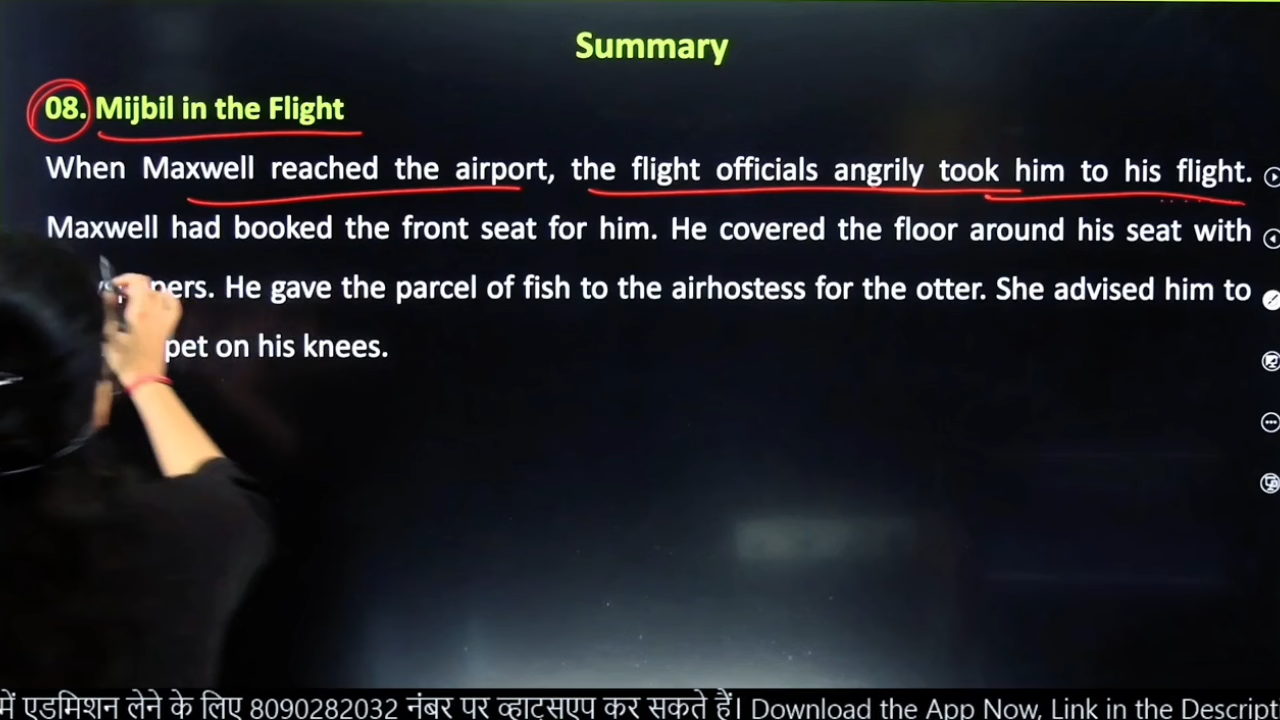 Summary
08. Mijbil in the Flight
When Maxwell reached the airport, the flight officials angrily took him to his flight.
Maxwell had booked the front seat for him. He covered the floor around his seat with
He gave the parcel of fish to the airhostess for the otter. She advised him to
pet on his knees.
में एडमिशन लेने के लिए 8090282032 नंबर पर व्हाट्सएप कर सकते हैं। Download the App Now, Link in the Descript